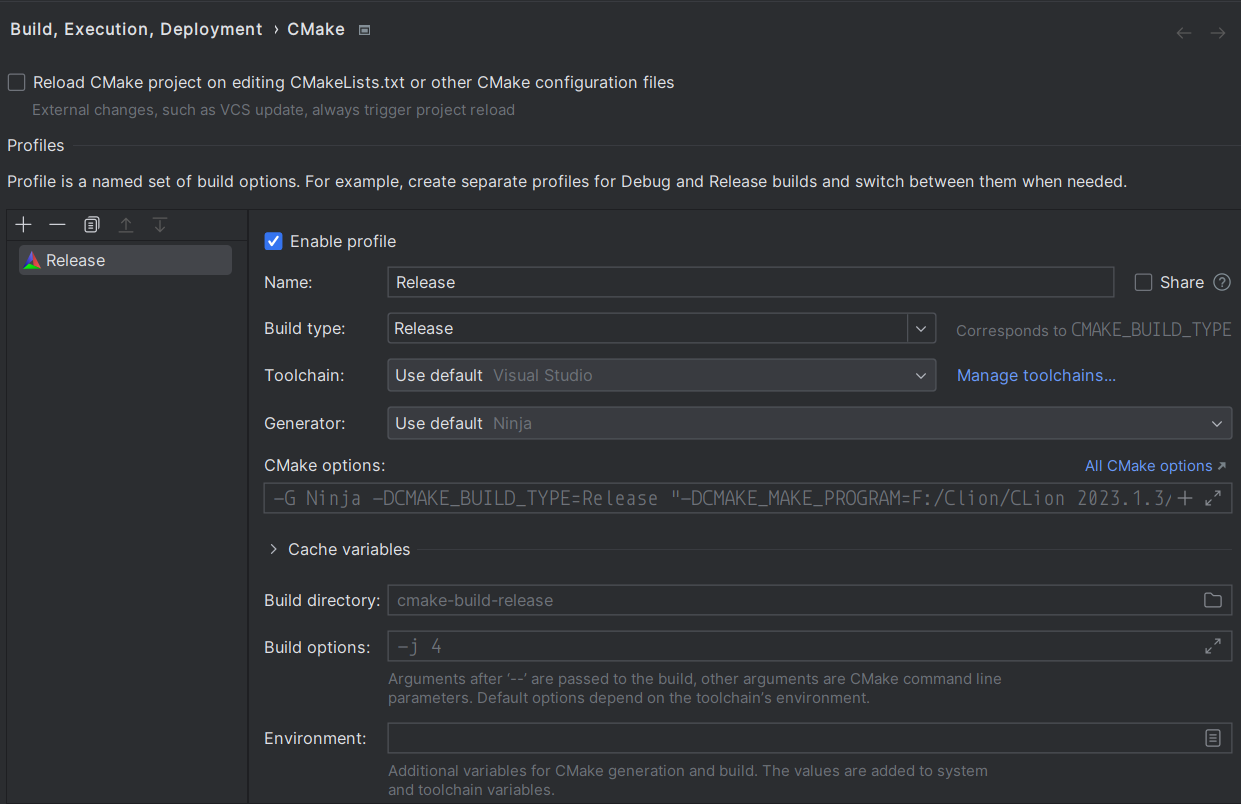 Build, Execution, Deployment › CMake
Reload CMake project on editing CMakeLists.txt or other CMake configuration files
External changes, such as VCS update, always trigger project reload
Profiles
Profile is a named set of build options. For example, create separate profiles for Debug and Release builds and switch between them when needed.
Release
Enable profile
Name: Release Share ?
Build type: Release Corresponds to CMAKE_BUILD_TYPE
Toolchain: Use default Visual Studio Manage toolchains...
Generator: Use default Ninja
CMake options: All CMake options ↗
-G Ninja -DCMAKE_BUILD_TYPE=Release "-DCMAKE_MAKE_PROGRAM=F:/Clion/CLion 2023.1.3/
Cache variables
Build directory: cmake-build-release
Build options: -j 4
Arguments after '--' are passed to the build, other arguments are CMake command line
parameters. Default options depend on the toolchain's environment.
Environment:
Additional variables for CMake generation and build. The values are added to system
and toolchain variables.